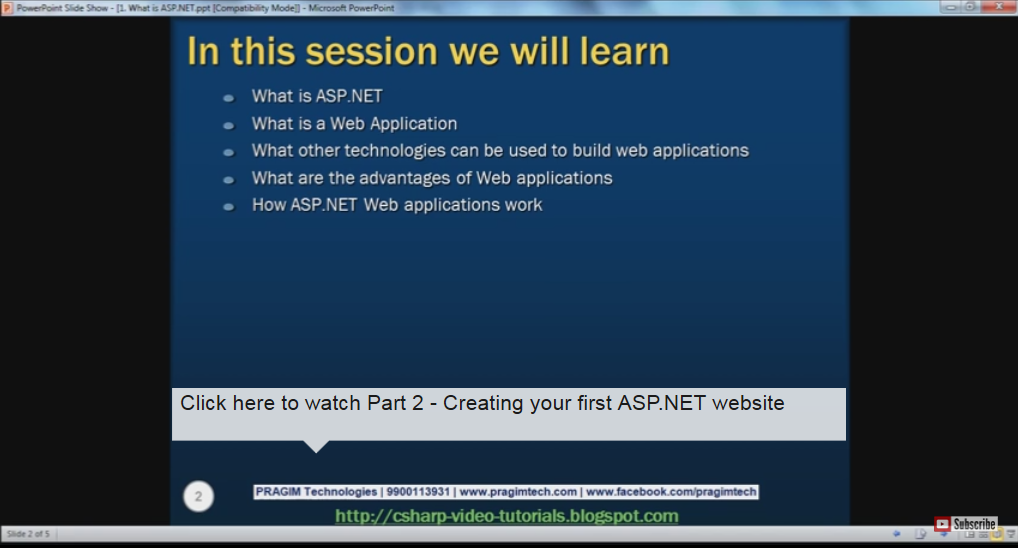 PowerPoint Slide Show - [1. What is ASP.NET.ppt [Compatibility Mode]] - Microsoft PowerPoint
In this session we will learn
What is ASP.NET
What is a Web Application
What other technologies can be used to build web applications
What are the advantages of Web applications
How ASP.NET Web applications work
Click here to watch Part 2 - Creating your first ASP.NET website
2
PRAGIM Technologies | 9900113931 | www.pragimtech.com | www.facebook.com/pragimtech
http://csharp-video-tutorials.blogspot.com
Subscribe
Slide 2 of 5